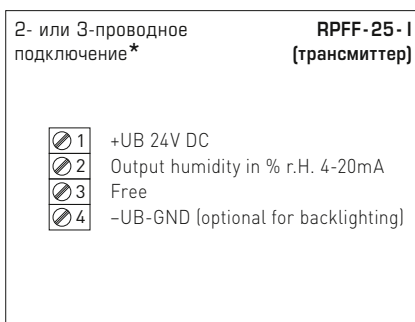 2- или 3-проводное RPFF-25-I
подключение* (трансмиттер)
1 +UB 24V DC
2 Output humidity in % r.H. 4-20mA
3 Free
4 –UB-GND (optional for backlighting)